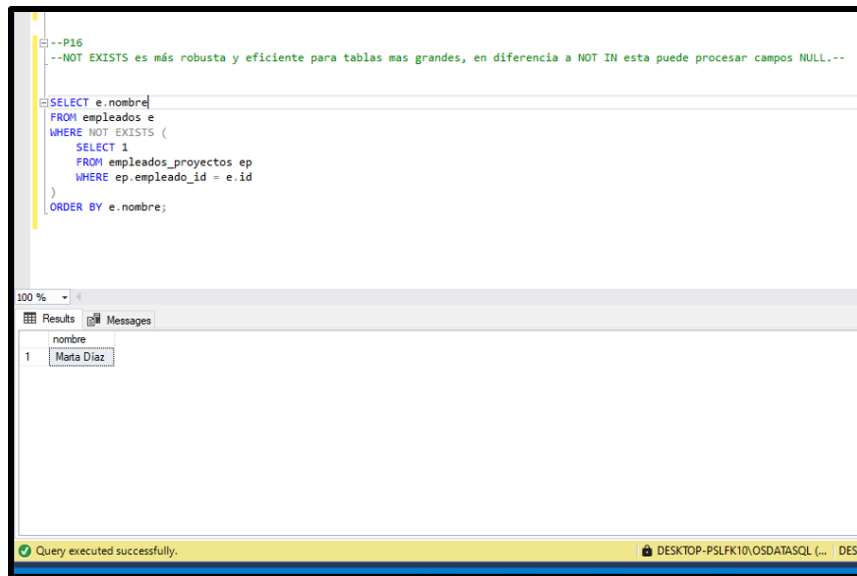 --P16
--NOT EXISTS es más robusta y eficiente para tablas mas grandes, en diferencia a NOT IN esta puede procesar campos NULL.--
SELECT e.nombre
FROM empleados e
WHERE NOT EXISTS (
SELECT 1
FROM empleados_proyectos ep
WHERE ep.empleado_id = e.id
)
ORDER BY e.nombre;
100 %
Results Messages
nombre
1 Marta Díaz
Query executed successfully. DESKTOP-PSLFK10\OSDATASQL (... DES